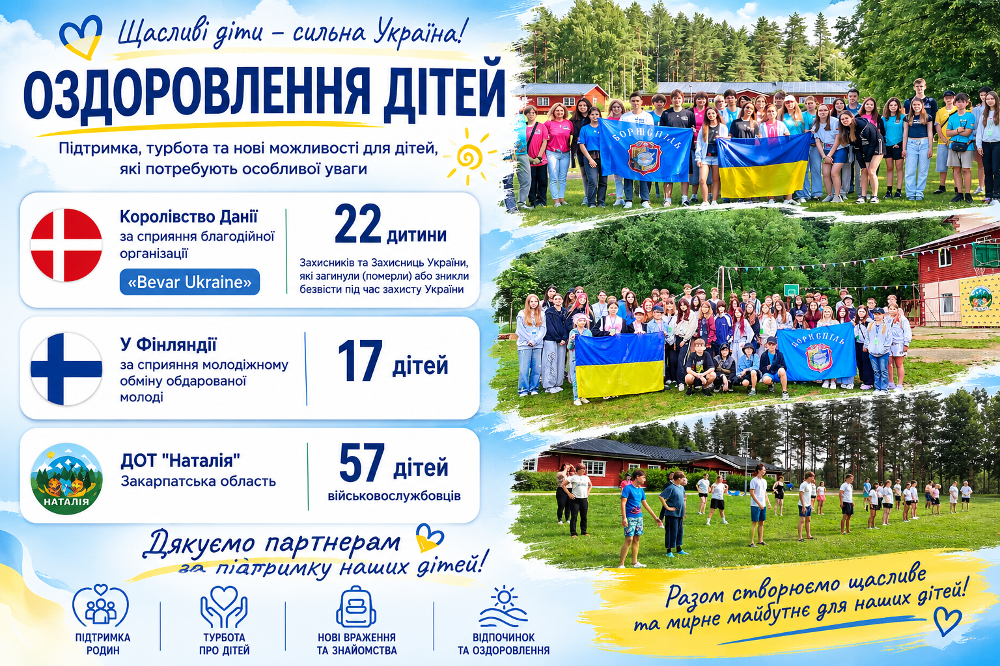 Щасливі діти – сильна Україна!
ОЗДОРОВЛЕННЯ ДІТЕЙ
Підтримка, турбота та нові можливості для дітей,
які потребують особливої уваги
Королівство Данії
за сприяння благодійної
організації
«Bevar Ukraine»
22 дитини
Захисників та Захисниць України,
які загинули (померли) або зникли
безвісти під час захисту України
У Фінляндії
за сприяння молодіжному
обміну обдарованої
молоді
17 дітей
НАТАЛІЯ
ДОТ "Наталія"
Закарпатська область
57 дітей
військовослужбовців
Дякуємо партнерам
за підтримку наших дітей!
ПІДТРИМКА
РОДИН
ТУРБОТА
ПРО ДІТЕЙ
НОВІ ВРАЖЕННЯ
ТА ЗНАЙОМСТВА
ВІДПОЧИНОК
ТА ОЗДОРОВЛЕННЯ
БОРИСПІЛЬ
БОРИСПІЛЬ
Разом створюємо щасливе
та мирне майбутнє для наших дітей!